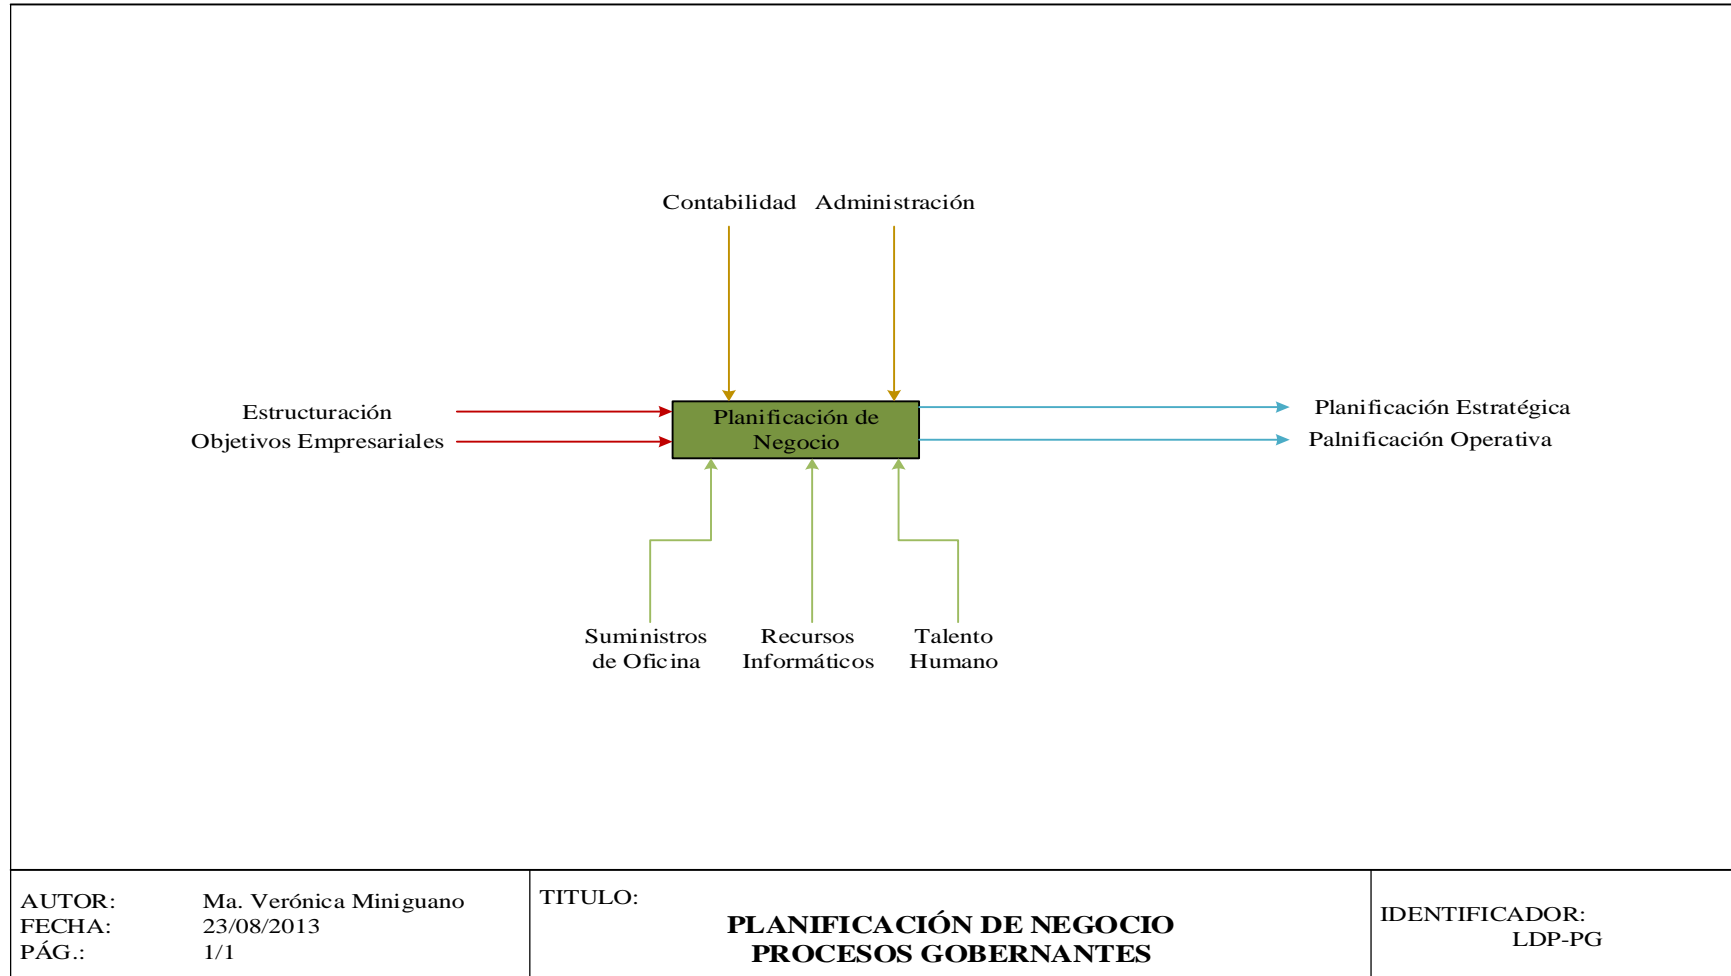 Contabilidad Administración
Estructuración
Objetivos Empresariales
Planificación de
Negocio
Planificación Estratégica
Palnificación Operativa
Suministros
de Oficina
Recursos
Informáticos
Talento
Humano
AUTOR: Ma. Verónica Miniguano
FECHA: 23/08/2013
PÁG.: 1/1
TITULO:
PLANIFICACIÓN DE NEGOCIO
PROCESOS GOBERNANTES
IDENTIFICADOR:
LDP-PG